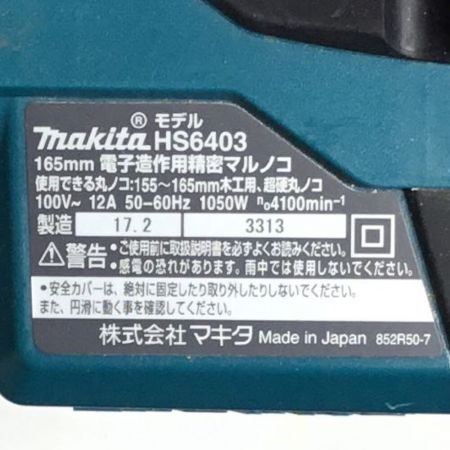 ® モデル
makita HS6403
165mm 電子造作用精密マルノコ
使用できる丸ノコ:155~165mm木工用、超硬丸ノコ
100V~ 12A 50-60Hz 1050W n₀4100min⁻¹
製造 17.2 3313
⚠警告 •ご使用前に取扱説明書を必ずよくお読みください。
•感電の恐れがあります。雨中では使用しないでください。
•安全カバーは、絶対に固定したり取り外したりしないでください。
また、円滑に動く事を確認してください。
株式会社 マキタ Made in Japan 852R50-7